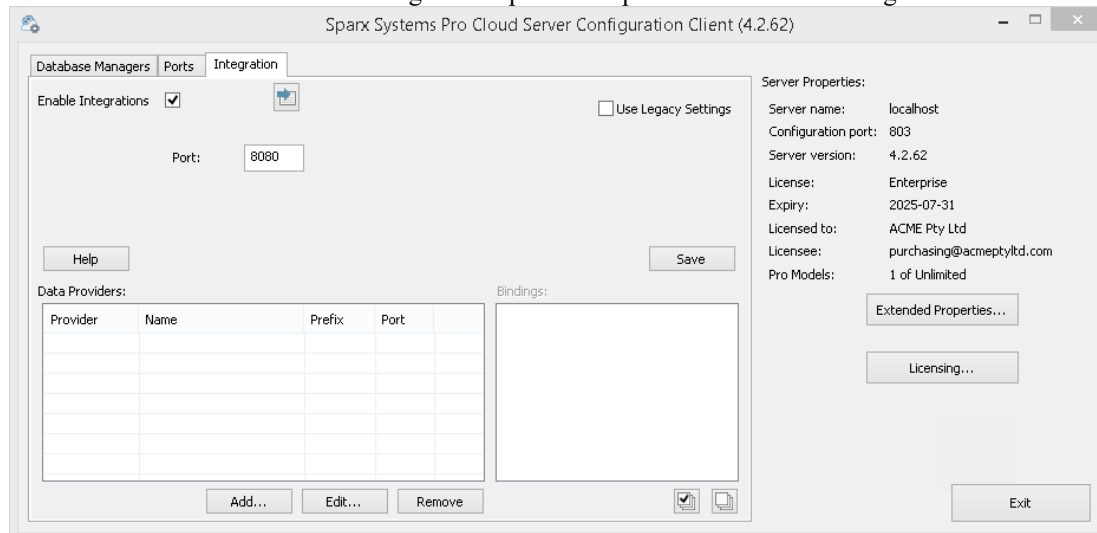 Sparx Systems Pro Cloud Server Configuration Client (4.2.62)
Database Managers Ports Integration
Enable Integrations
Use Legacy Settings
Port: 8080
Help
Save
Data Providers:
Bindings:
Provider Name Prefix Port
Add... Edit... Remove
Server Properties:
Server name: localhost
Configuration port: 803
Server version: 4.2.62
License: Enterprise
Expiry: 2025-07-31
Licensed to: ACME Pty Ltd
Licensee: purchasing@acmeptyltd.com
Pro Models: 1 of Unlimited
Extended Properties...
Licensing...
Exit